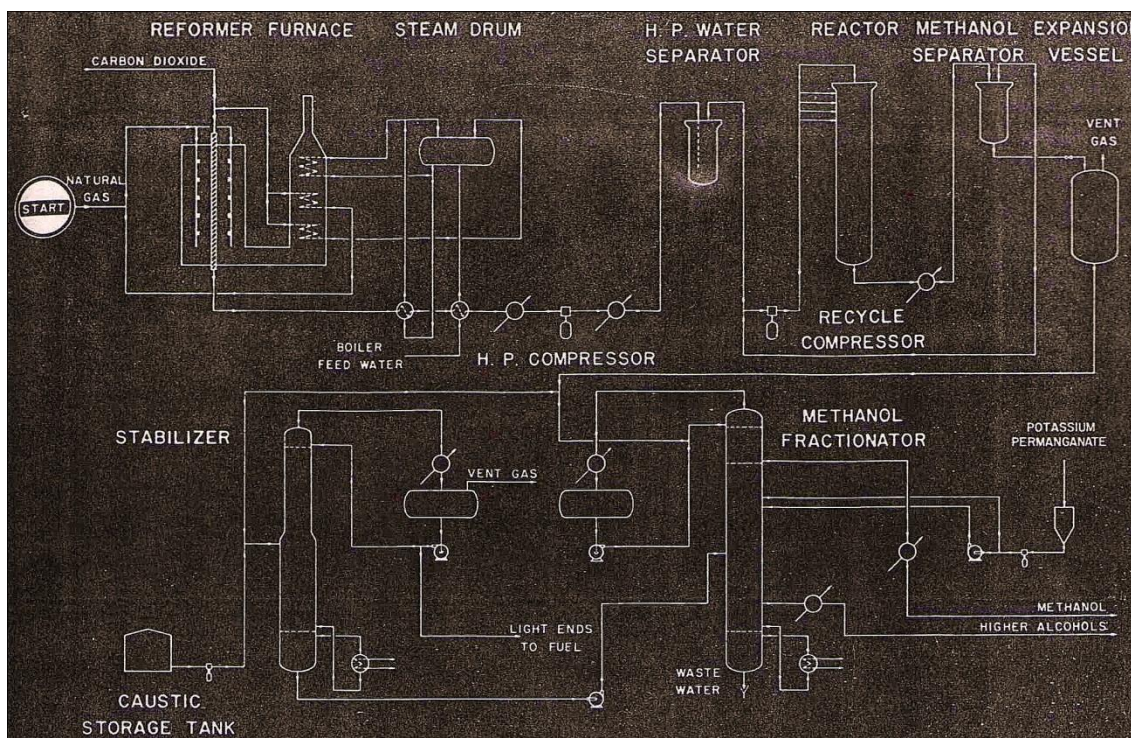 REFORMER FURNACE
STEAM DRUM
H. P. WATER
SEPARATOR
REACTOR
METHANOL
SEPARATOR
EXPANSION
VESSEL
CARBON DIOXIDE
VENT
GAS
NATURAL
GAS
START
BOILER
FEED WATER
H. P. COMPRESSOR
RECYCLE
COMPRESSOR
STABILIZER
VENT GAS
METHANOL
FRACTIONATOR
POTASSIUM
PERMANGANATE
METHANOL
HIGHER ALCOHOLS
LIGHT ENDS
TO FUEL
WASTE
WATER
CAUSTIC
STORAGE TANK